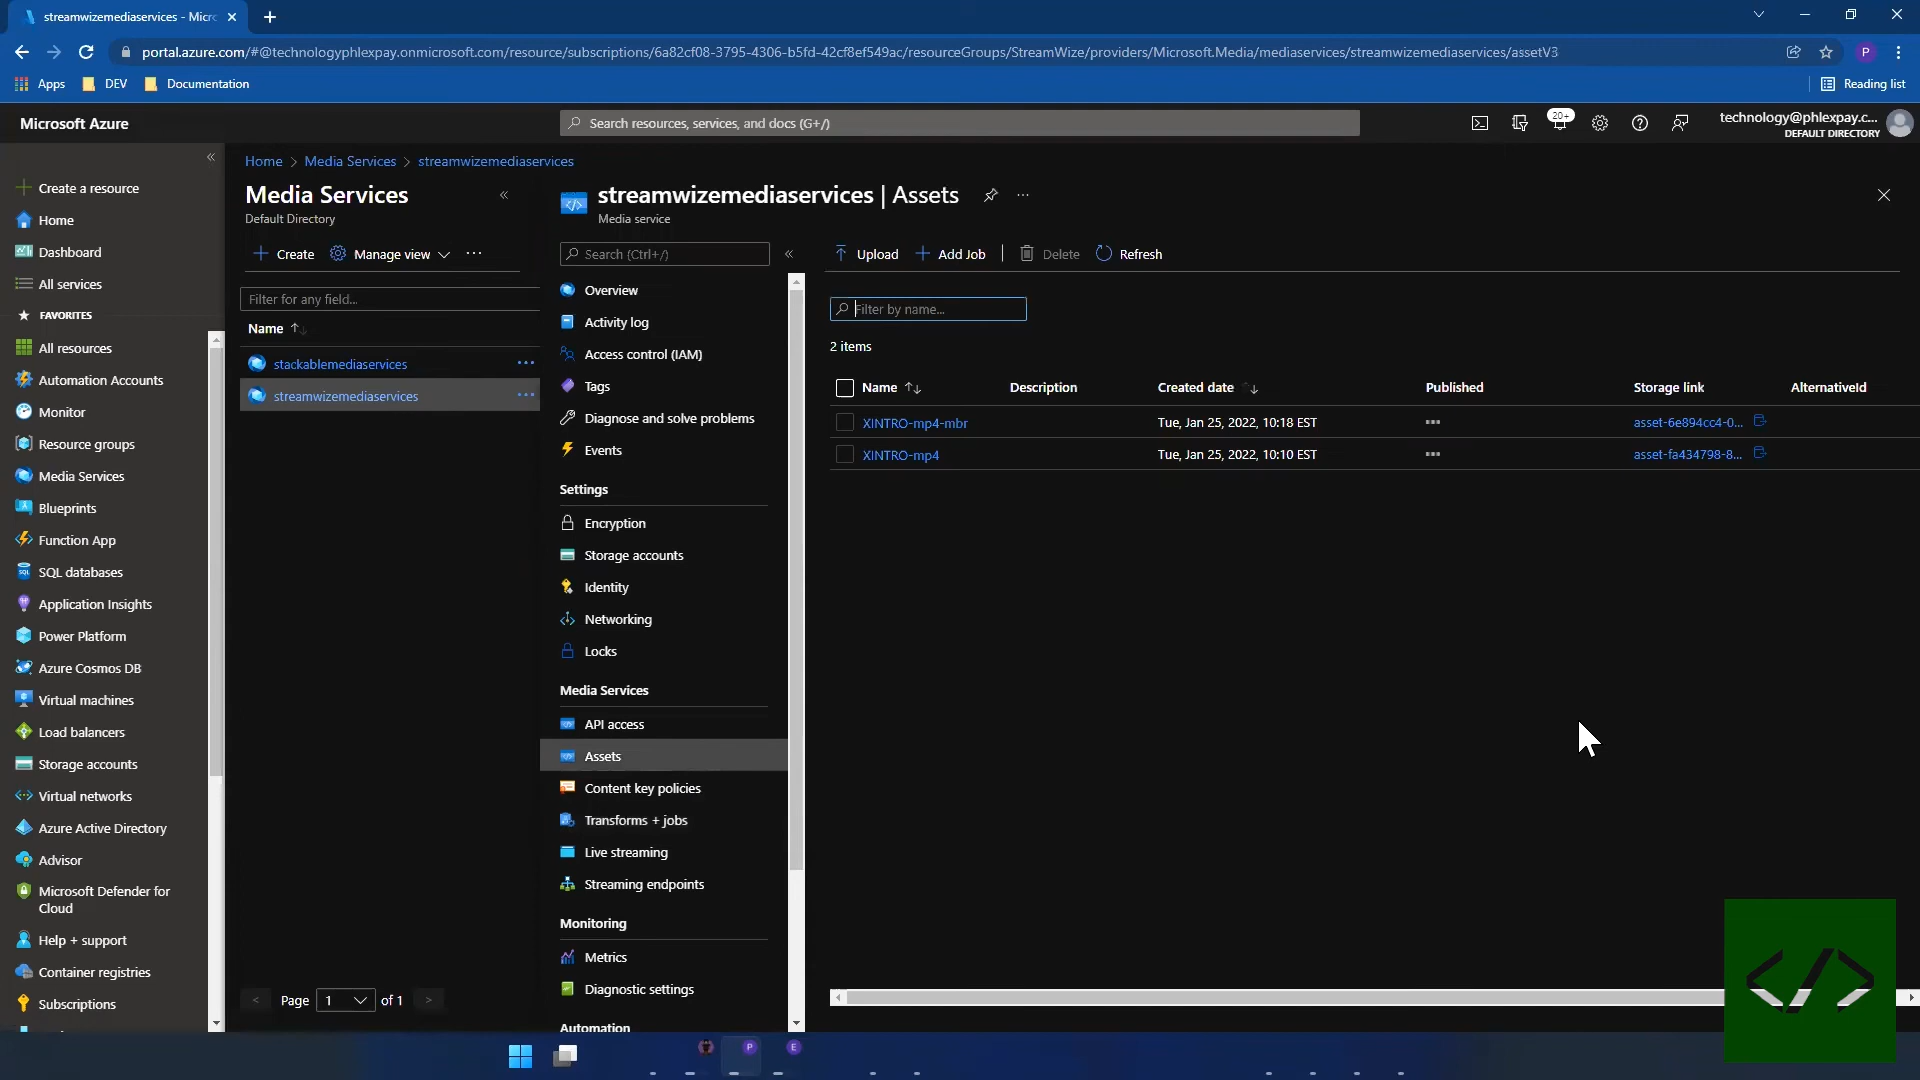 streamwizemediaservices - Micr
portal.azure.com/#@technologyphlexpay.onmicrosoft.com/resource/subscriptions/6a82cf08-3795-4306-b5fd-42cf8ef549ac/resourceGroups/StreamWize/providers/Microsoft.Media/mediaservices/streamwizemediaservices/assetV3
P
Apps
DEV
Documentation
Reading list
Microsoft Azure
Search resources, services, and docs (G+/)
20+
technology@phlexpay.c...
DEFAULT DIRECTORY
Create a resource
Home
Dashboard
All services
FAVORITES
All resources
Automation Accounts
Monitor
Resource groups
Media Services
Blueprints
Function App
SQL databases
Application Insights
Power Platform
Azure Cosmos DB
Virtual machines
Load balancers
Storage accounts
Virtual networks
Azure Active Directory
Advisor
Microsoft Defender for
Cloud
Help + support
Container registries
Subscriptions
Home > Media Services > streamwizemediaservices
Media Services
Default Directory
Create
Manage view
Filter for any field...
Name
stackablemediaservices
streamwizemediaservices
< Page 1 of 1 >
streamwizemediaservices | Assets
Media service
Search (Ctrl+/)
Overview
Activity log
Access control (IAM)
Tags
Diagnose and solve problems
Events
Settings
Encryption
Storage accounts
Identity
Networking
Locks
Media Services
API access
Assets
Content key policies
Transforms + jobs
Live streaming
Streaming endpoints
Monitoring
Metrics
Diagnostic settings
Automation
Upload
Add Job
Delete
Refresh
Filter by name...
2 items
Name Description Created date Published Storage link AlternativeId
XINTRO-mp4-mbr Tue, Jan 25, 2022, 10:18 EST asset-6e894cc4-0...
XINTRO-mp4 Tue, Jan 25, 2022, 10:10 EST asset-fa434798-8...
</>
P
E